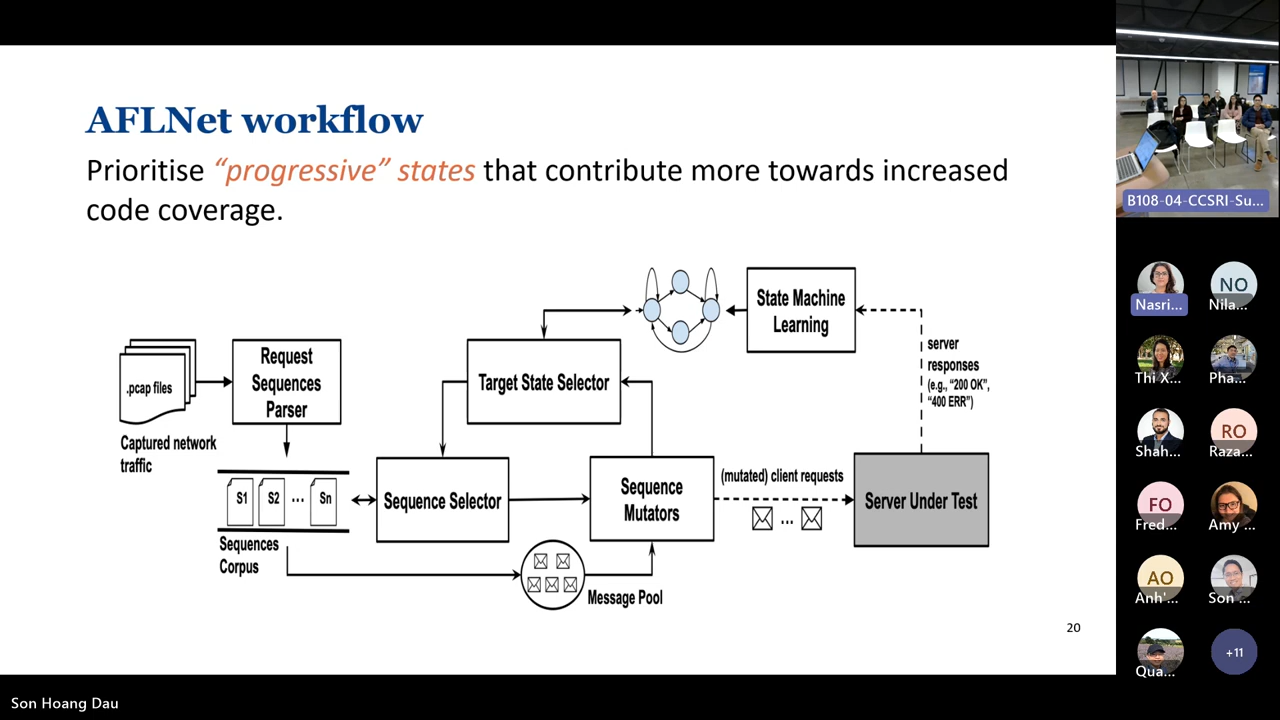 AFLNet workflow
Prioritise “progressive” states that contribute more towards increased
code coverage.
State Machine
Learning
server
responses
(e.g., “200 OK”,
“400 ERR”)
.pcap files
Request
Sequences
Parser
Target State Selector
Captured network
traffic
S1 S2 ... Sn
Sequence Selector
Sequence
Mutators
(mutated) client requests
...
Server Under Test
Sequences
Corpus
Message Pool
20
B108-04-CCSRI-Su...
Nasri...
NO
Nila...
Thi X...
Pha...
Shah...
RO
Raza...
FO
Fred...
Amy ...
AO
Anh'...
Son ...
Qua...
+11
Son Hoang Dau